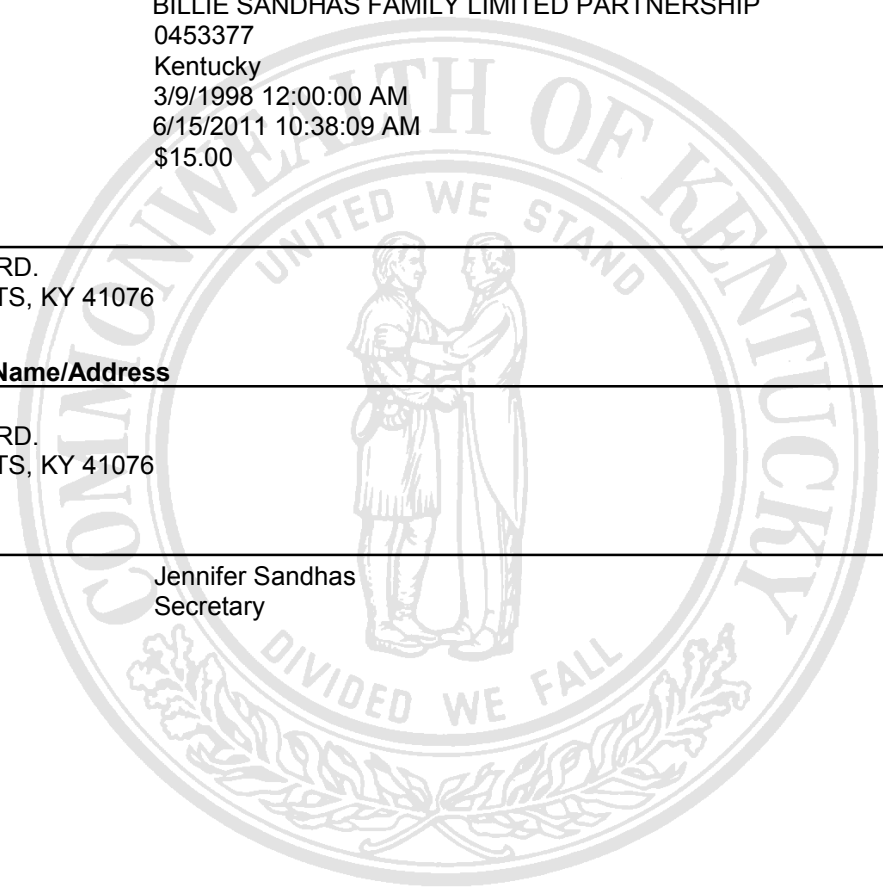 BILLIE SANDHAS FAMILY LIMITED PARTNERSHIP
0453377
Kentucky
3/9/1998 12:00:00 AM
6/15/2011 10:38:09 AM
$15.00
COMMONWEALTH OF KENTUCKY
UNITED WE STAND
RD.
TS, KY 41076
Name/Address
RD.
TS, KY 41076
Jennifer Sandhas
Secretary
DIVIDED WE FALL